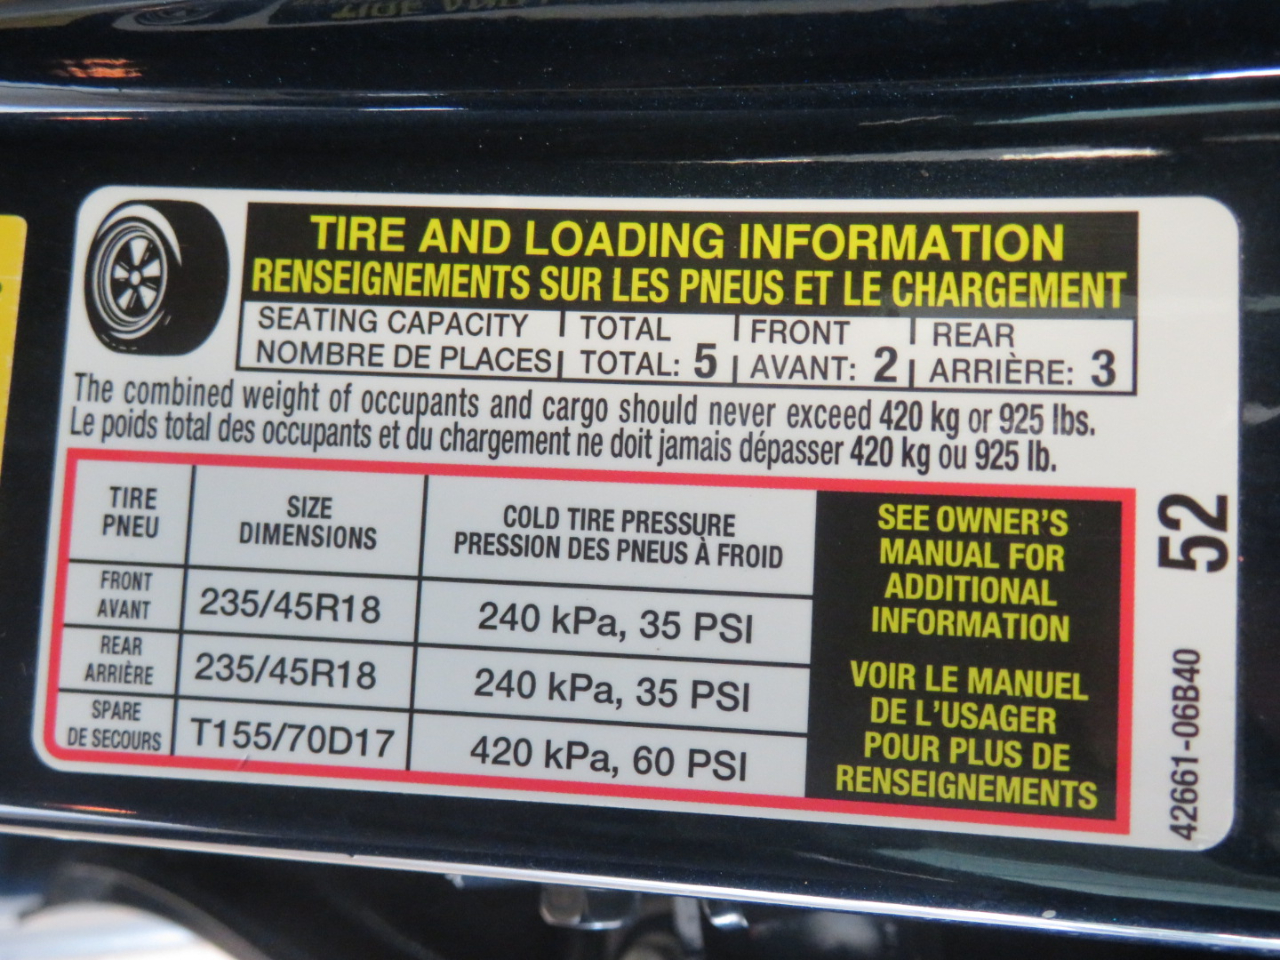 TIRE AND LOADING INFORMATION
RENSEIGNEMENTS SUR LES PNEUS ET LE CHARGEMENT
SEATING CAPACITY | TOTAL | FRONT | REAR
NOMBRE DE PLACES | TOTAL: 5 | AVANT: 2 | ARRIÈRE: 3
The combined weight of occupants and cargo should never exceed 420 kg or 925 lbs.
Le poids total des occupants et du chargement ne doit jamais dépasser 420 kg ou 925 lb.
TIRE
PNEU
SIZE
DIMENSIONS
COLD TIRE PRESSURE
PRESSION DES PNEUS À FROID
FRONT
AVANT
235/45R18
240 kPa, 35 PSI
REAR
ARRIÈRE
235/45R18
240 kPa, 35 PSI
SPARE
DE SECOURS
T155/70D17
420 kPa, 60 PSI
SEE OWNER'S
MANUAL FOR
ADDITIONAL
INFORMATION
VOIR LE MANUEL
DE L'USAGER
POUR PLUS DE
RENSEIGNEMENTS
52
42661-06B40